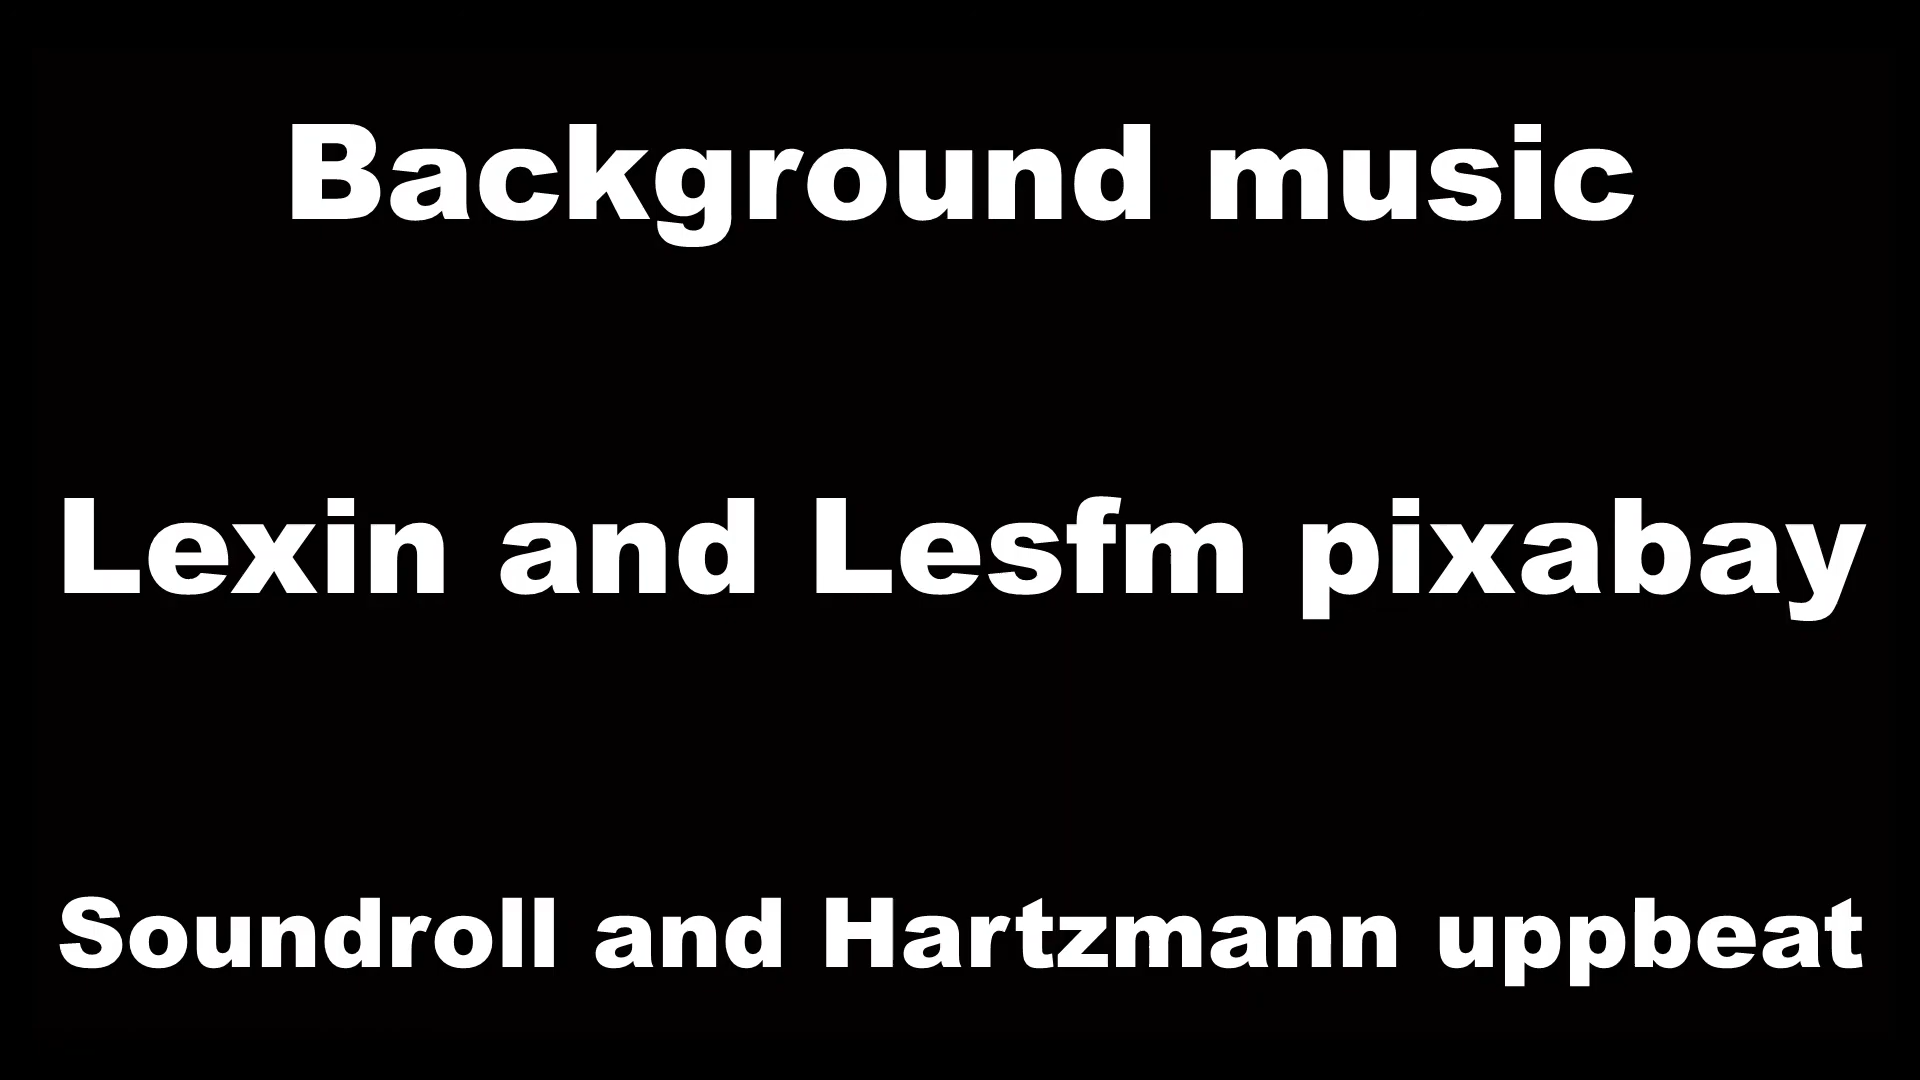 Background music
Lexin and Lesfm pixabay
Soundroll and Hartzmann uppbeat